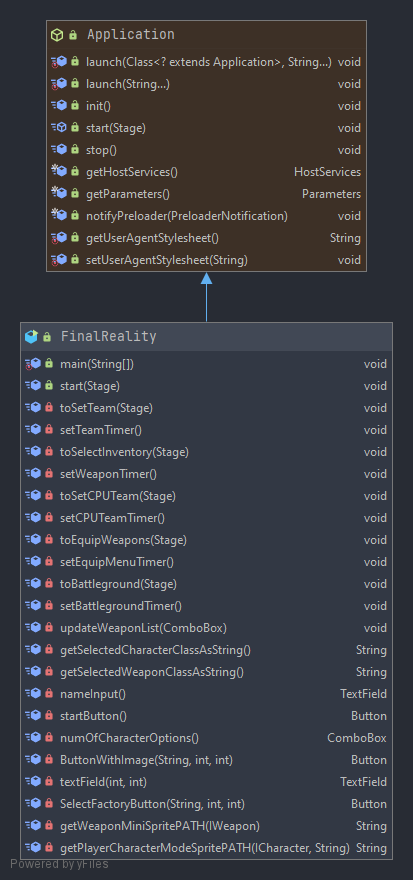 Application
launch(Class<? extends Application>, String...) void
launch(String...) void
init() void
start(Stage) void
stop() void
getHostServices() HostServices
getParameters() Parameters
notifyPreloader(PreloaderNotification) void
getUserAgentStylesheet() String
setUserAgentStylesheet(String) void
FinalReality
main(String[]) void
start(Stage) void
toSetTeam(Stage) void
setTeamTimer() void
toSelectInventory(Stage) void
setWeaponTimer() void
toSetCPUTeam(Stage) void
setCPUTeamTimer() void
toEquipWeapons(Stage) void
setEquipMenuTimer() void
toBattleground(Stage) void
setBattlegroundTimer() void
updateWeaponList(ComboBox) void
getSelectedCharacterClassAsString() String
getSelectedWeaponClassAsString() String
nameInput() TextField
startButton() Button
numOfCharacterOptions() ComboBox
ButtonWithImage(String, int, int) Button
textField(int, int) TextField
SelectFactoryButton(String, int, int) Button
getWeaponMiniSpritePATH(IWeapon) String
getPlayerCharacterModeSpritePATH(ICharacter, String) String
Powered by yFiles